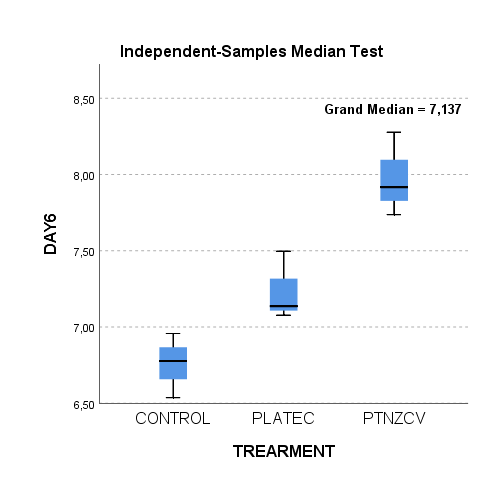 Independent-Samples Median Test
Grand Median = 7,137
8,50
8,00
7,50
7,00
6,50
DAY6
CONTROL PLATEC PTNZCV
TREARMENT